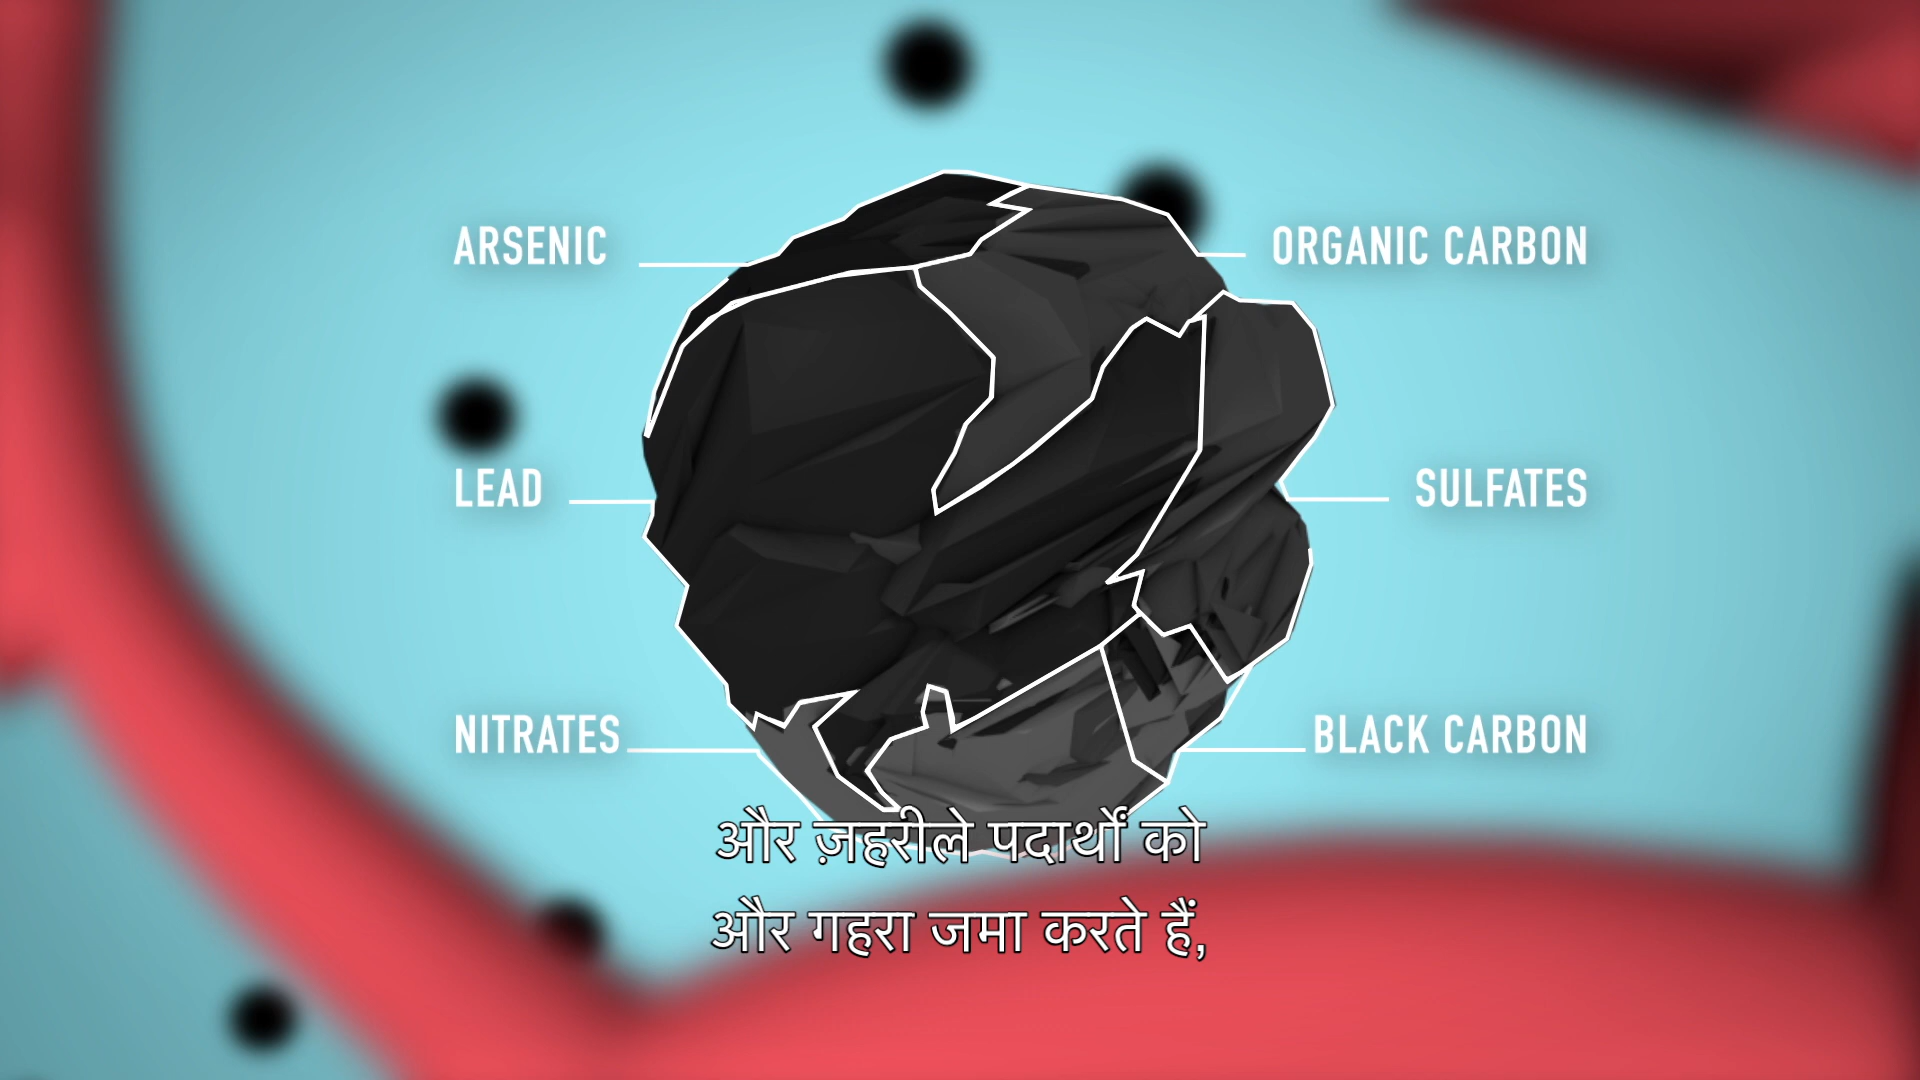 ARSENIC
ORGANIC CARBON
LEAD
SULFATES
NITRATES
BLACK CARBON
और ज़हरीले पदार्थों को
और गहरा जमा करते हैं,